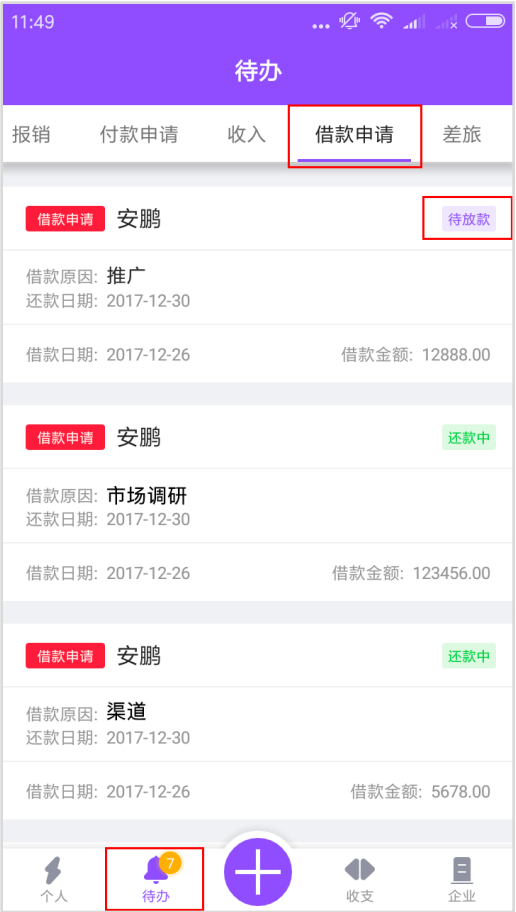 11:49
待办
报销 付款申请 收入 借款申请 差旅
借款申请 安鹏 待放款
借款原因: 推广
还款日期: 2017-12-30
借款日期: 2017-12-26 借款金额: 12888.00
借款申请 安鹏 还款中
借款原因: 市场调研
还款日期: 2017-12-30
借款日期: 2017-12-26 借款金额: 123456.00
借款申请 安鹏 还款中
借款原因: 渠道
还款日期: 2017-12-30
借款日期: 2017-12-26 借款金额: 5678.00
7
个人 待办 收支 企业